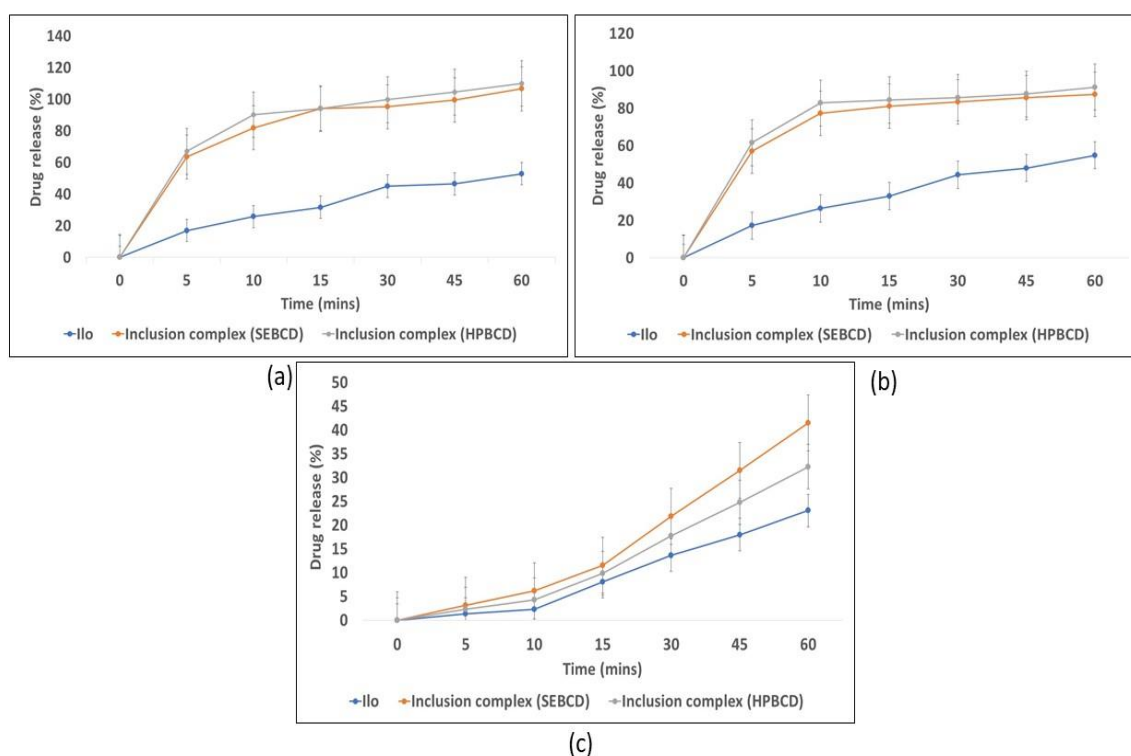 140
120
100
80
60
40
20
0
Drug release (%)
0 5 10 15 30 45 60
Time (mins)
Ilo Inclusion complex (SEBCD) Inclusion complex (HPBCD)
(a)
120
100
80
60
40
20
0
Drug release (%)
0 5 10 15 30 45 60
Time (mins)
Ilo Inclusion complex (SEBCD) Inclusion complex (HPBCD)
(b)
50
45
40
35
30
25
20
15
10
5
0
Drug release (%)
0 5 10 15 30 45 60
Time (mins)
Ilo Inclusion complex (SEBCD) Inclusion complex (HPBCD)
(c)